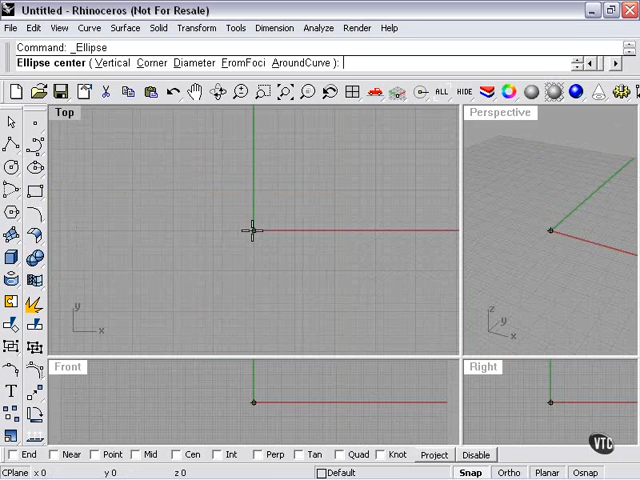 Untitled - Rhinoceros (Not For Resale)
File Edit View Curve Surface Solid Transform Tools Dimension Analyze Render Help
Command: _Ellipse
Ellipse center ( Vertical Corner Diameter FromFoci AroundCurve ):
ALL
Top
Perspective
y
x
z
y
x
Front
Right
T
VTC
End Near Point Mid Cen Int Perp Tan Quad Knot Project Disable
CPlane x 0 y 0 z 0 Default Snap Ortho Planar Osnap